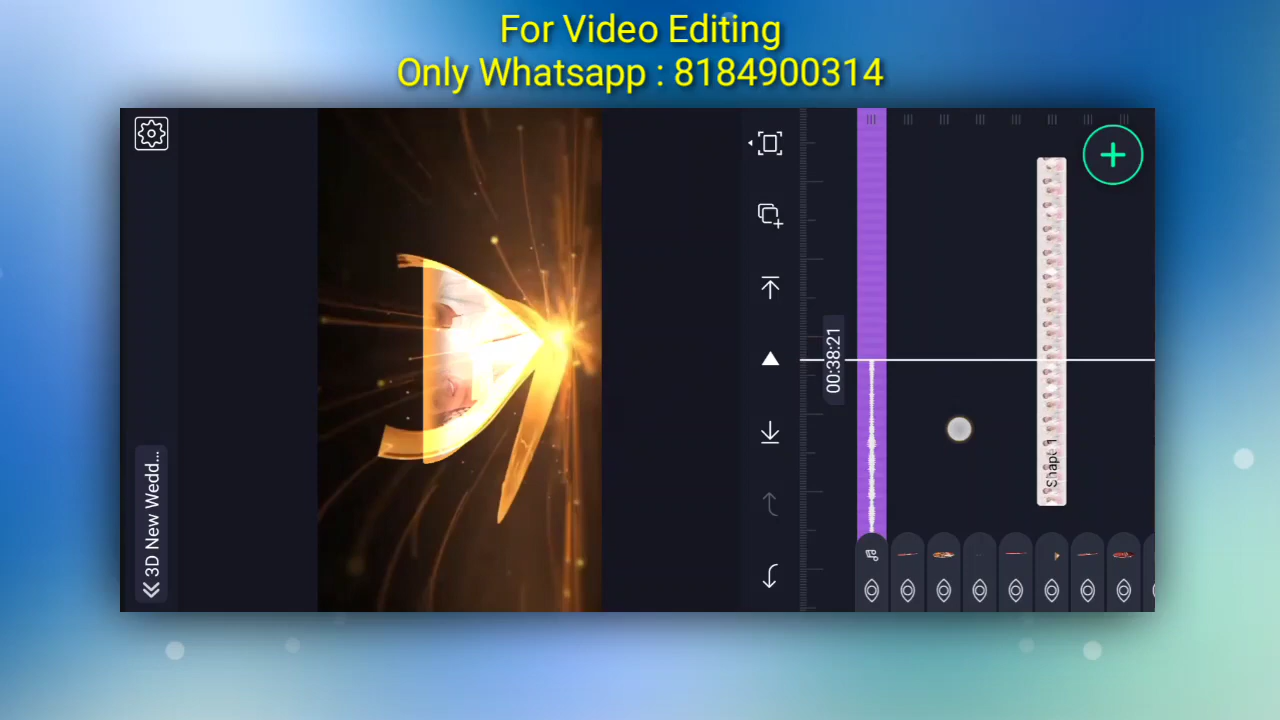 For Video Editing
Only Whatsapp : 8184900314
3D New Wedd...
00:38:21
Shape 1